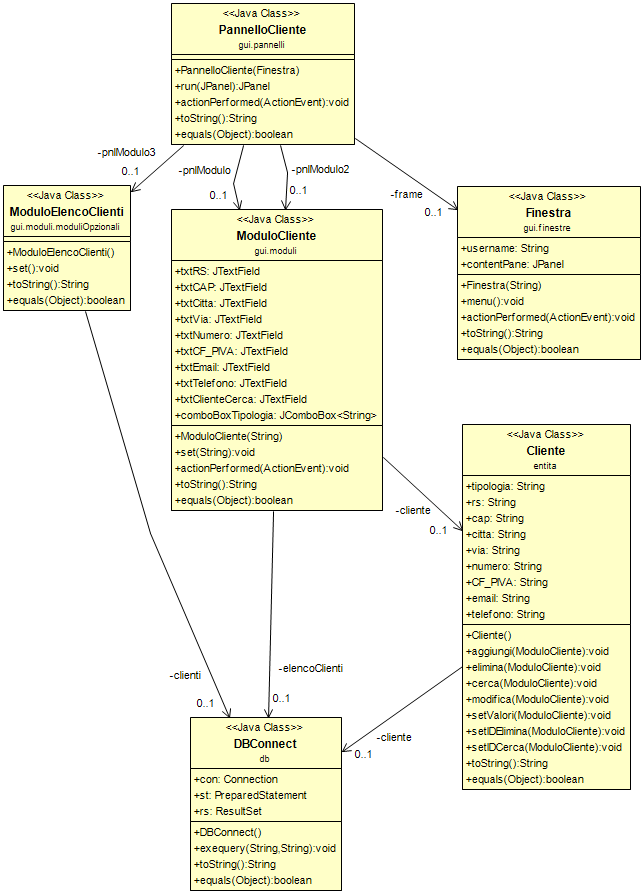 <<Java Class>>
PannelloCliente
gui.pannelli
+PannelloCliente(Finestra)
+run(JPanel):JPanel
+actionPerformed(ActionEvent):void
+toString():String
+equals(Object):boolean
-pnlModulo3
0..1
-pnlModulo
0..1
-pnlModulo2
0..1
-frame
0..1
<<Java Class>>
ModuloElencoClienti
gui.moduli.moduliOpzionali
+ModuloElencoClienti()
+set():void
+toString():String
+equals(Object):boolean
<<Java Class>>
ModuloCliente
gui.moduli
+txtRS: JTextField
+txtCAP: JTextField
+txtCitta: JTextField
+txtVia: JTextField
+txtNumero: JTextField
+txtCF_PIVA: JTextField
+txtEmail: JTextField
+txtTelefono: JTextField
+txtClienteCerca: JTextField
+comboBoxTipologia: JComboBox<String>
+ModuloCliente(String)
+set(String):void
+actionPerformed(ActionEvent):void
+toString():String
+equals(Object):boolean
<<Java Class>>
Finestra
gui.finestre
+username: String
+contentPane: JPanel
+Finestra(String)
+menu():void
+actionPerformed(ActionEvent):void
+toString():String
+equals(Object):boolean
-cliente
0..1
<<Java Class>>
Cliente
entita
+tipologia: String
+rs: String
+cap: String
+citta: String
+via: String
+numero: String
+CF_PIVA: String
+email: String
+telefono: String
+Cliente()
+aggiungi(ModuloCliente):void
+elimina(ModuloCliente):void
+cerca(ModuloCliente):void
+modifica(ModuloCliente):void
+setValori(ModuloCliente):void
+setIDElimina(ModuloCliente):void
+setIDCerca(ModuloCliente):void
+toString():String
+equals(Object):boolean
-clienti
0..1
-elencoClienti
0..1
-cliente
0..1
<<Java Class>>
DBConnect
db
+con: Connection
+st: PreparedStatement
+rs: ResultSet
+DBConnect()
+exequery(String,String):void
+toString():String
+equals(Object):boolean